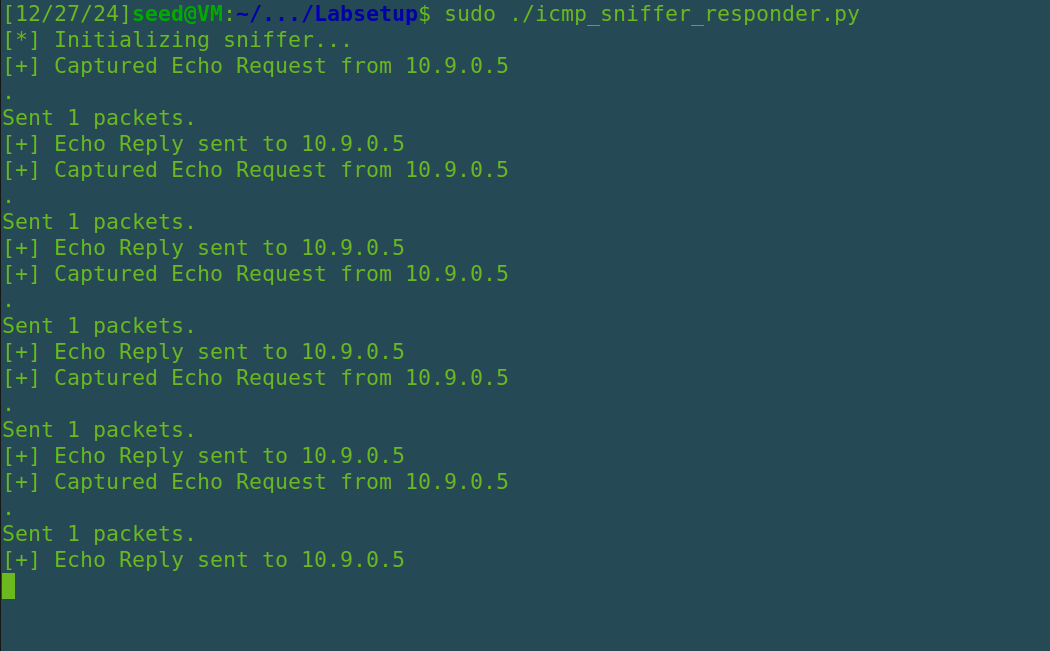 [12/27/24]seed@VM:~/.../Labsetup$ sudo ./icmp_sniffer_responder.py
[*] Initializing sniffer...
[+] Captured Echo Request from 10.9.0.5
.
Sent 1 packets.
[+] Echo Reply sent to 10.9.0.5
[+] Captured Echo Request from 10.9.0.5
.
Sent 1 packets.
[+] Echo Reply sent to 10.9.0.5
[+] Captured Echo Request from 10.9.0.5
.
Sent 1 packets.
[+] Echo Reply sent to 10.9.0.5
[+] Captured Echo Request from 10.9.0.5
.
Sent 1 packets.
[+] Echo Reply sent to 10.9.0.5
[+] Captured Echo Request from 10.9.0.5
.
Sent 1 packets.
[+] Echo Reply sent to 10.9.0.5